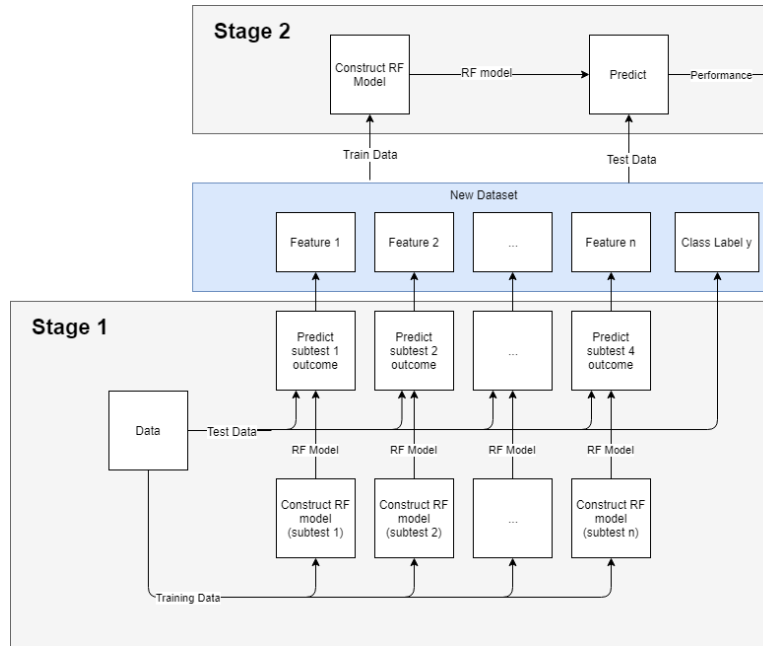 Stage 2
Construct RF
Model
RF model
Predict
Performance
Train Data
Test Data
New Dataset
Feature 1
Feature 2
...
Feature n
Class Label y
Stage 1
Predict
subtest 1
outcome
Predict
subtest 2
outcome
...
Predict
subtest 4
outcome
Data
Test Data
RF Model
RF Model
RF Model
RF Model
Construct RF
model
(subtest 1)
Construct RF
model
(subtest 2)
...
Construct RF
model
(subtest n)
Training Data